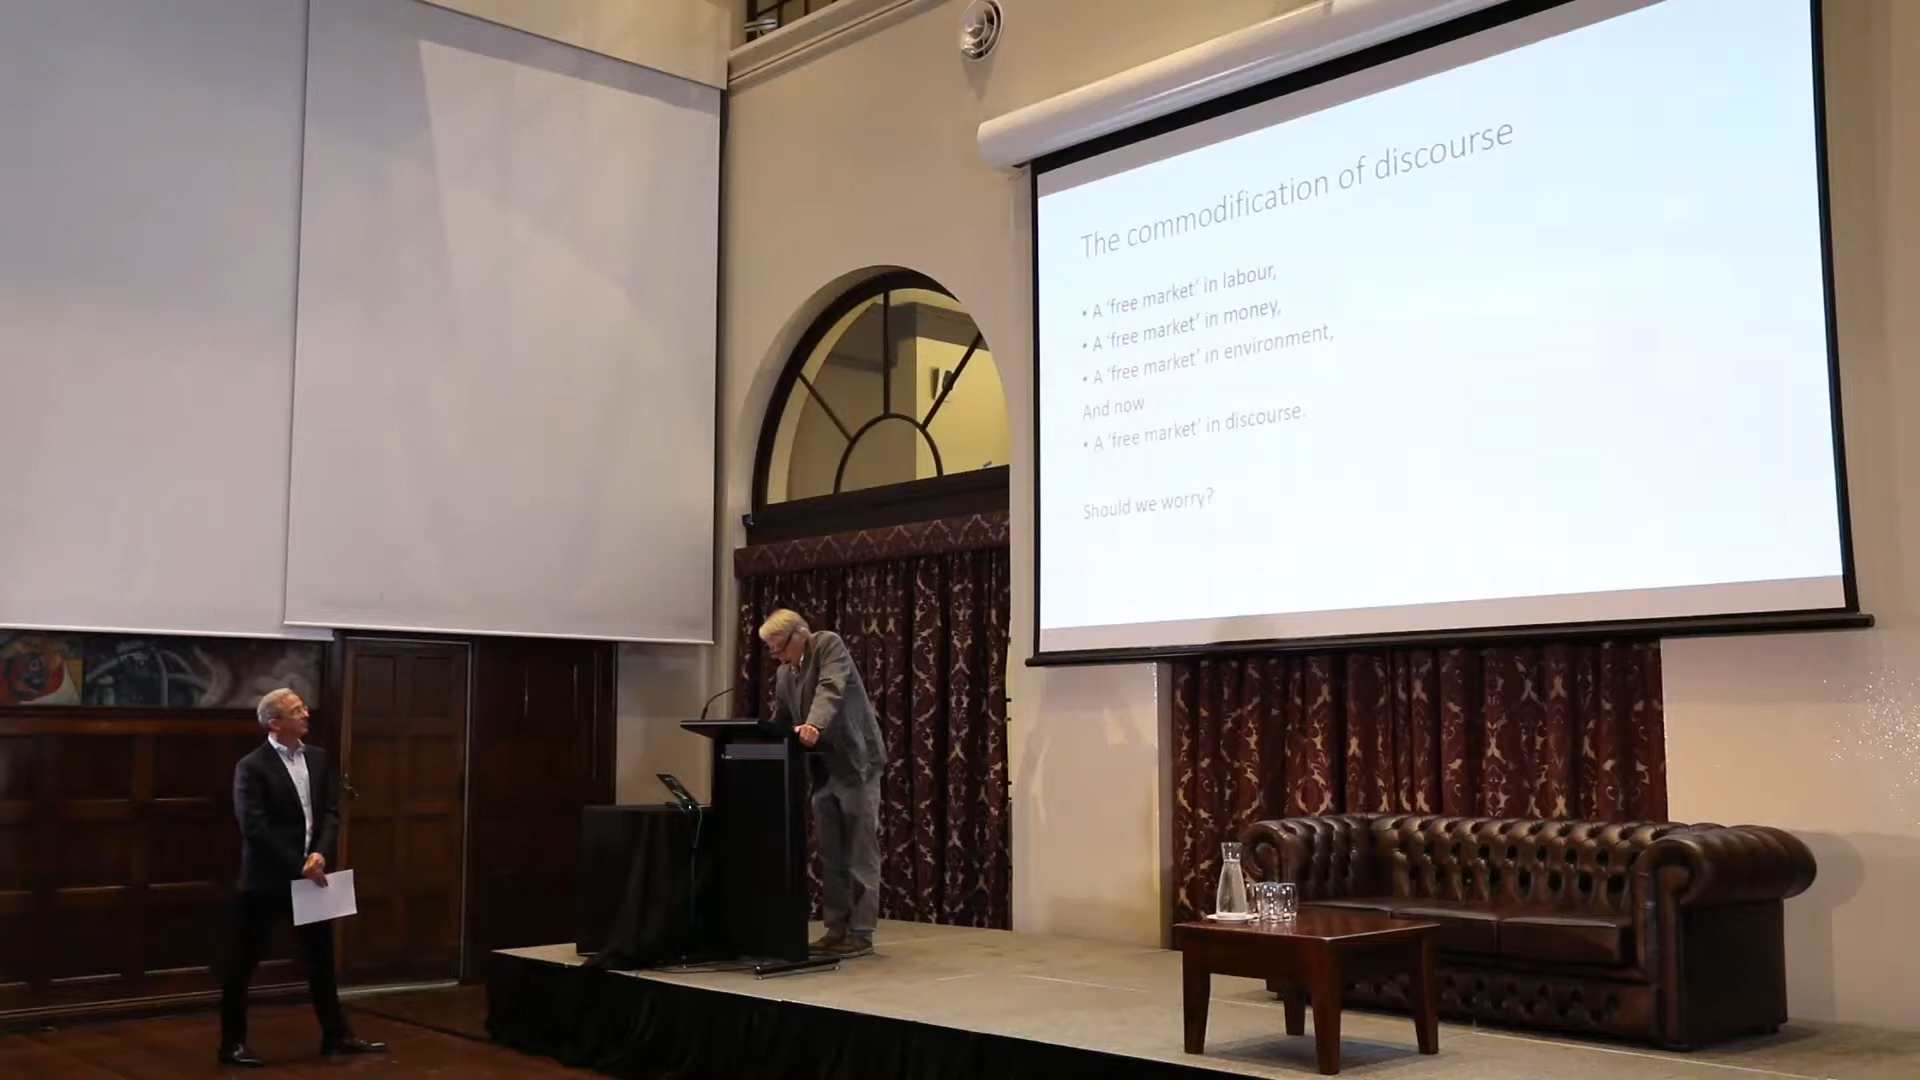 The commodification of discourse
• A 'free market' in labour,
• A 'free market' in money,
• A 'free market' in environment,
And now
• A 'free market' in discourse.
Should we worry?